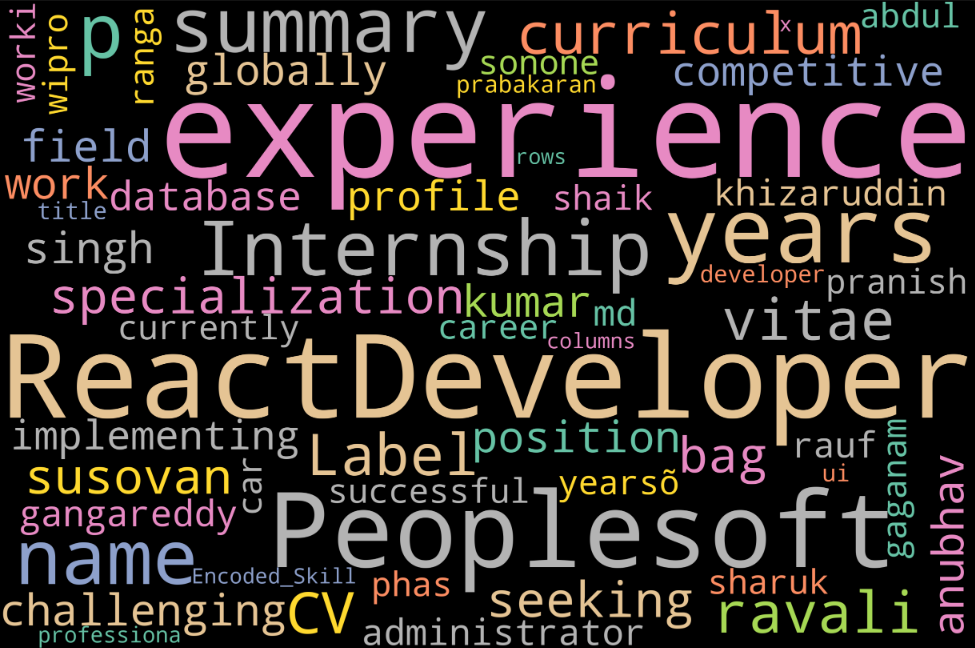 worki
wipro
p
ranga
summary
curriculum
x
abdul
globally
sonone
prabakaran
competitive
field
experience
rows
work
database
profile
shaik
khizaruddin
title
singh
Internship
years
developer
pranish
specialization
kumar
md
vitae
currently
career
columns
ReactDeveloper
implementing
Label
position
bag
rauf
gaganam
anubhav
susovan
car
successful
yearsõ
ui
gangareddy
Peoplesoft
name
Encoded_Skill
phas
sharuk
challenging
CV
seeking
ravali
professiona
administrator